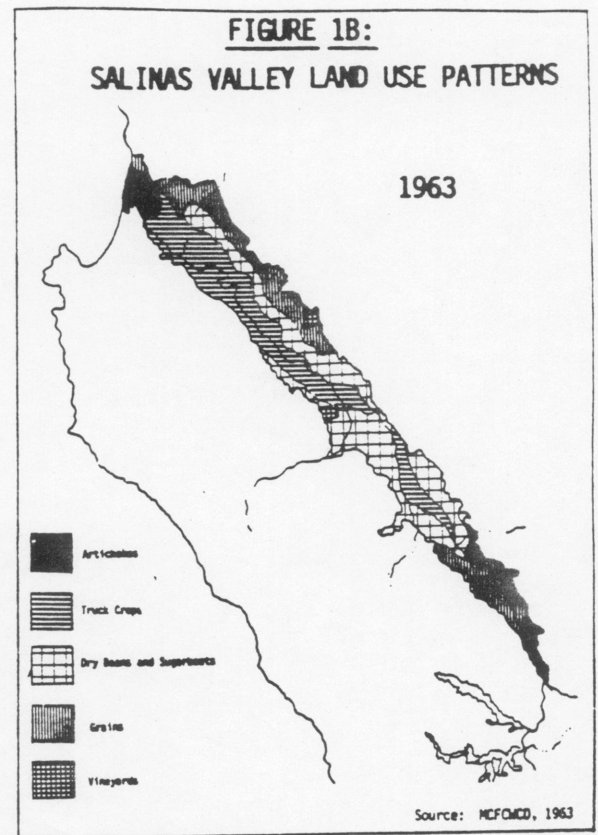 FIGURE 1B:
SALINAS VALLEY LAND USE PATTERNS
1963
Artichokes
Truck Crops
Dry Beans and Sugarbeets
Grains
Vineyards
Source: MCFCWCD, 1963